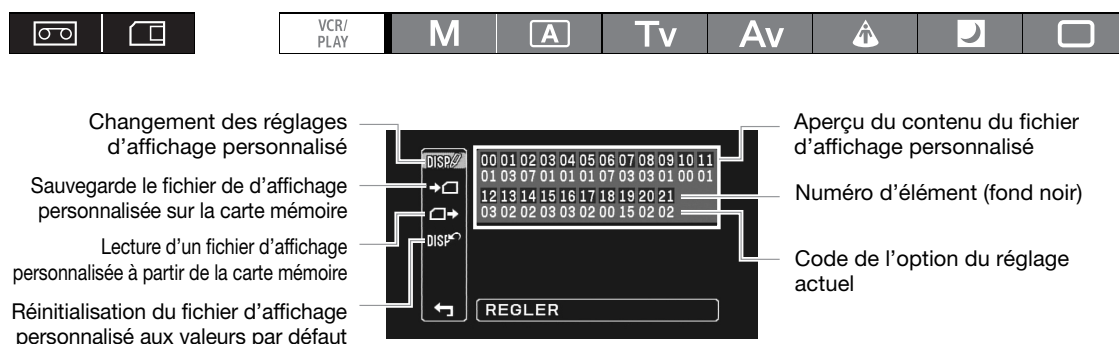 VCR/
PLAY
M
A
Tv
Av
Changement des réglages
d'affichage personnalisé
Sauvegarde le fichier de d'affichage
personnalisée sur la carte mémoire
Lecture d'un fichier d'affichage
personnalisée à partir de la carte mémoire
Réinitialisation du fichier d'affichage
personnalisé aux valeurs par défaut
DISP.
DISP.
00 01 02 03 04 05 06 07 08 09 10 11
01 03 07 01 01 01 07 03 03 01 00 01
12 13 14 15 16 17 18 19 20 21
03 02 02 03 03 02 00 15 02 02
REGLER
Aperçu du contenu du fichier
d'affichage personnalisé
Numéro d'élément (fond noir)
Code de l'option du réglage
actuel